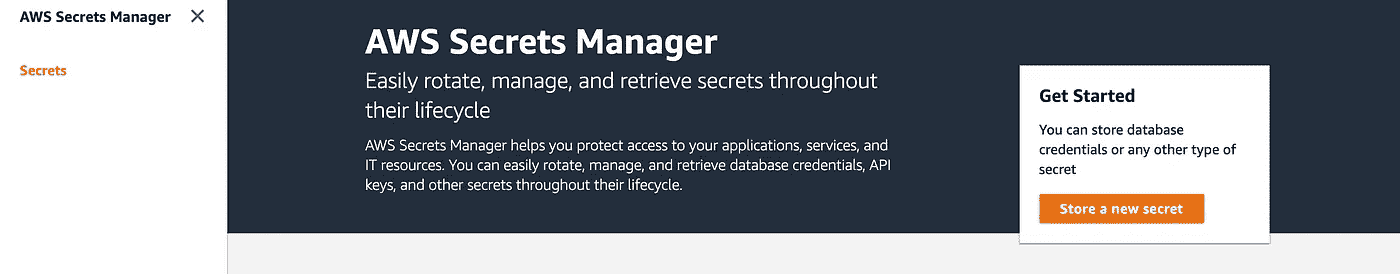 AWS Secrets Manager
Secrets
AWS Secrets Manager
Easily rotate, manage, and retrieve secrets throughout
their lifecycle
AWS Secrets Manager helps you protect access to your applications, services, and
IT resources. You can easily rotate, manage, and retrieve database credentials, API
keys, and other secrets throughout their lifecycle.
Get Started
You can store database
credentials or any other type of
secret
Store a new secret